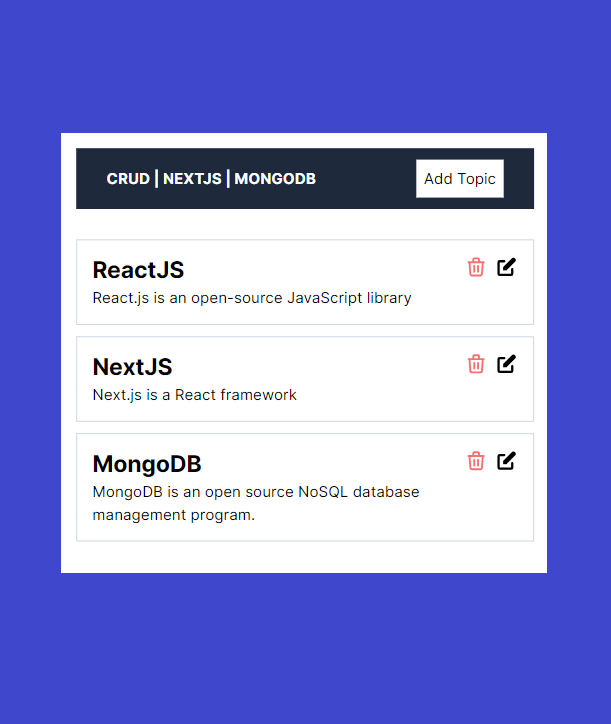 CRUD | NEXTJS | MONGODB
Add Topic
ReactJS
React.js is an open-source JavaScript library
NextJS
Next.js is a React framework
MongoDB
MongoDB is an open source NoSQL database
management program.